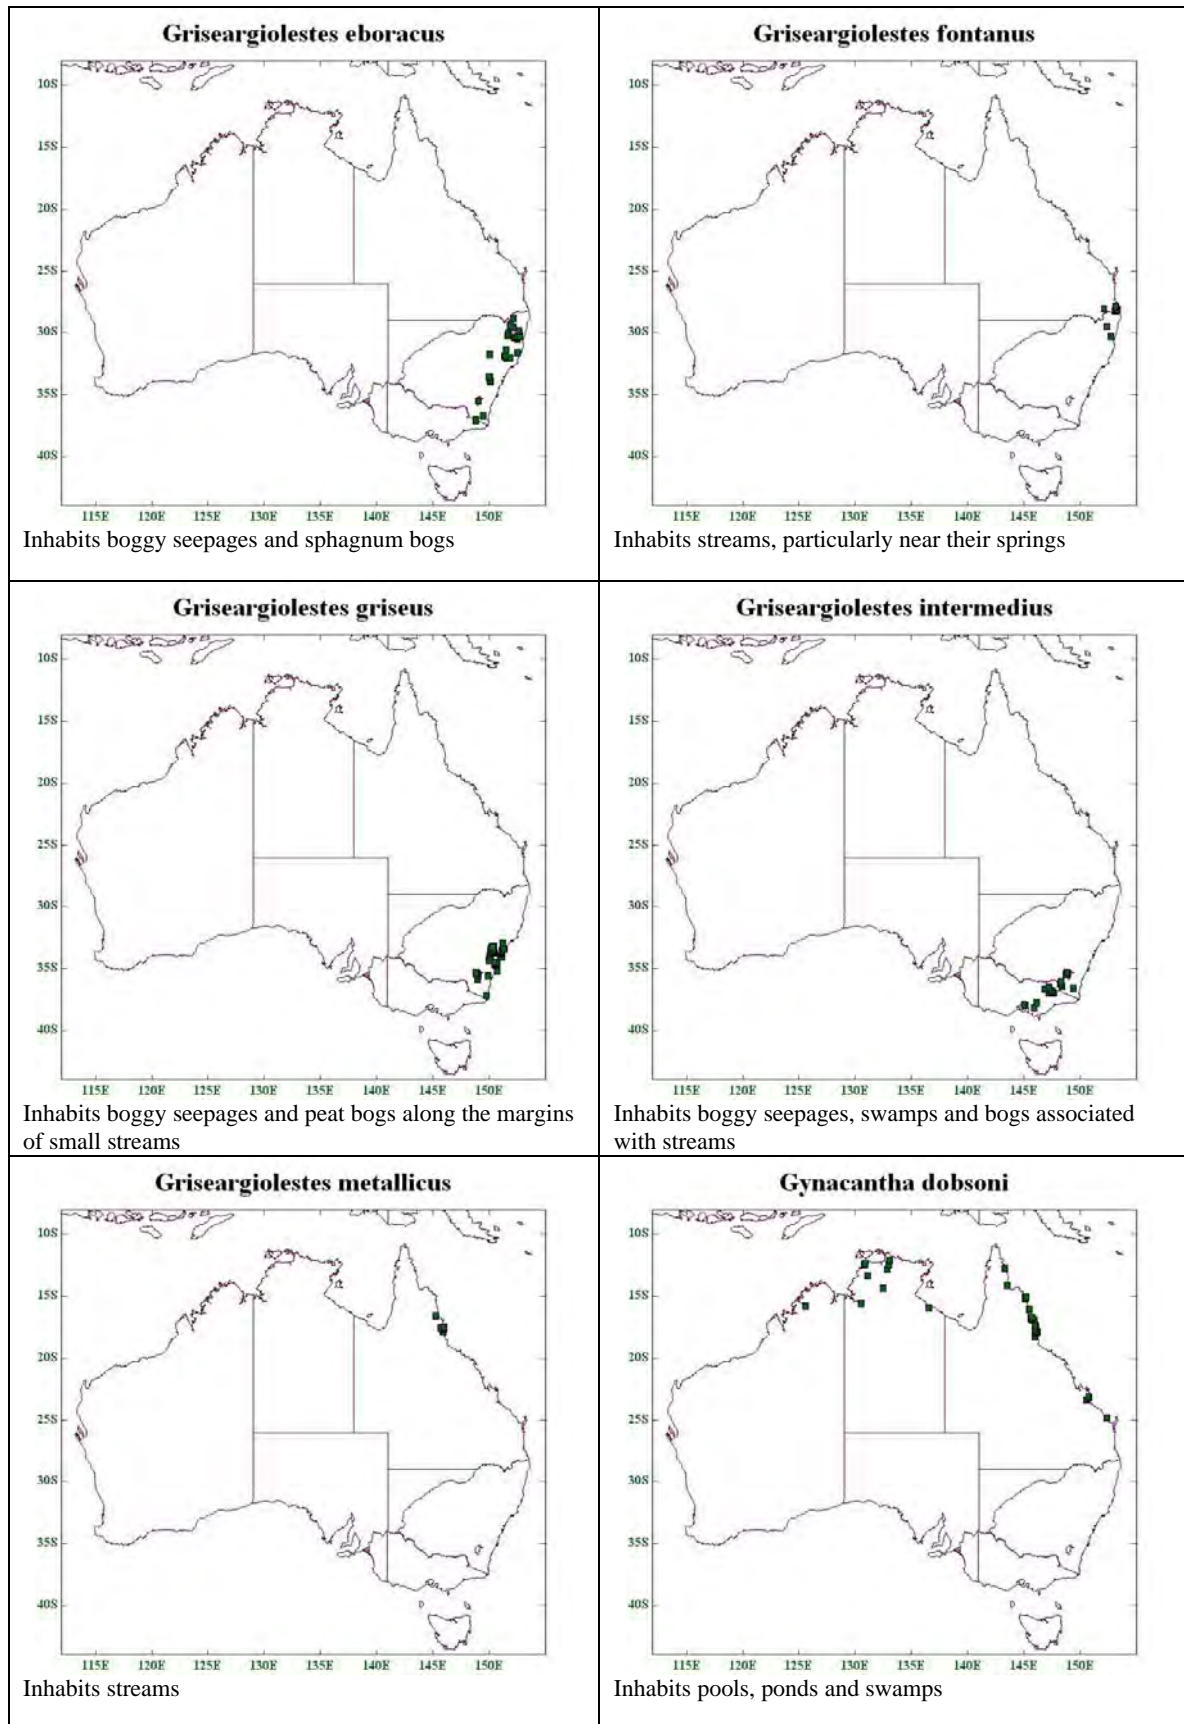 Griseargiolestes eboracus
10S
15S
20S
25S
30S
35S
40S
115E 120E 130E 135E 140E 145E 150E
Inhabits boggy seepages and sphagnum bogs
Griseargiolestes fontanus
10S
15S
20S
25S
30S
35S
40S
115E 120E 130E 135E 140E 145E 150E
Inhabits streams, particularly near their springs
Griseargiolestes griseus
10S
15S
20S
25S
30S
35S
40S
115E 120E 130E 135E 140E 145E 150E
Inhabits boggy seepages and peat bogs along the margins
of small streams
Griseargiolestes intermedius
10S
15S
20S
25S
30S
35S
40S
115E 120E 130E 135E 140E 145E 150E
Inhabits boggy seepages, swamps and bogs associated
with streams
Griseargiolestes metallicus
10S
15S
20S
25S
30S
35S
40S
115E 120E 130E 135E 140E 145E 150E
Inhabits streams
Gynacantha dobsoni
10S
15S
20S
25S
30S
35S
40S
115E 120E 130E 135E 140E 145E 150E
Inhabits pools, ponds and swamps